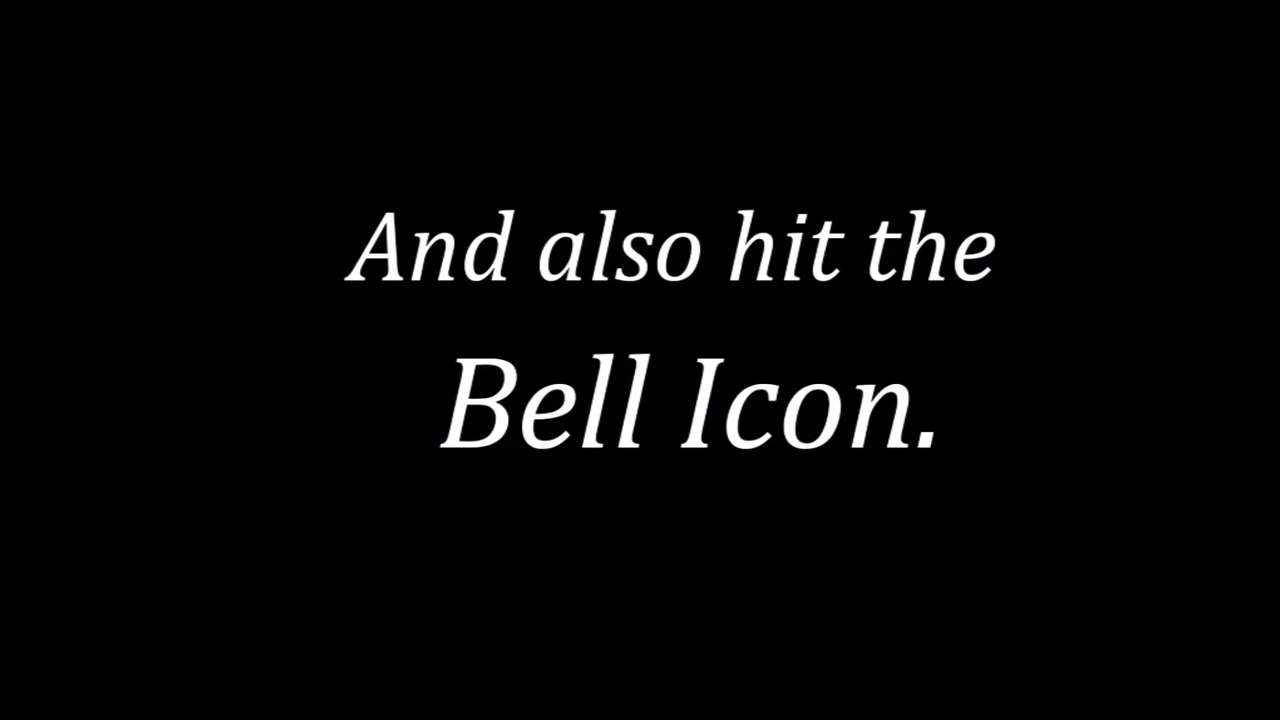 And also hit the
Bell Icon.